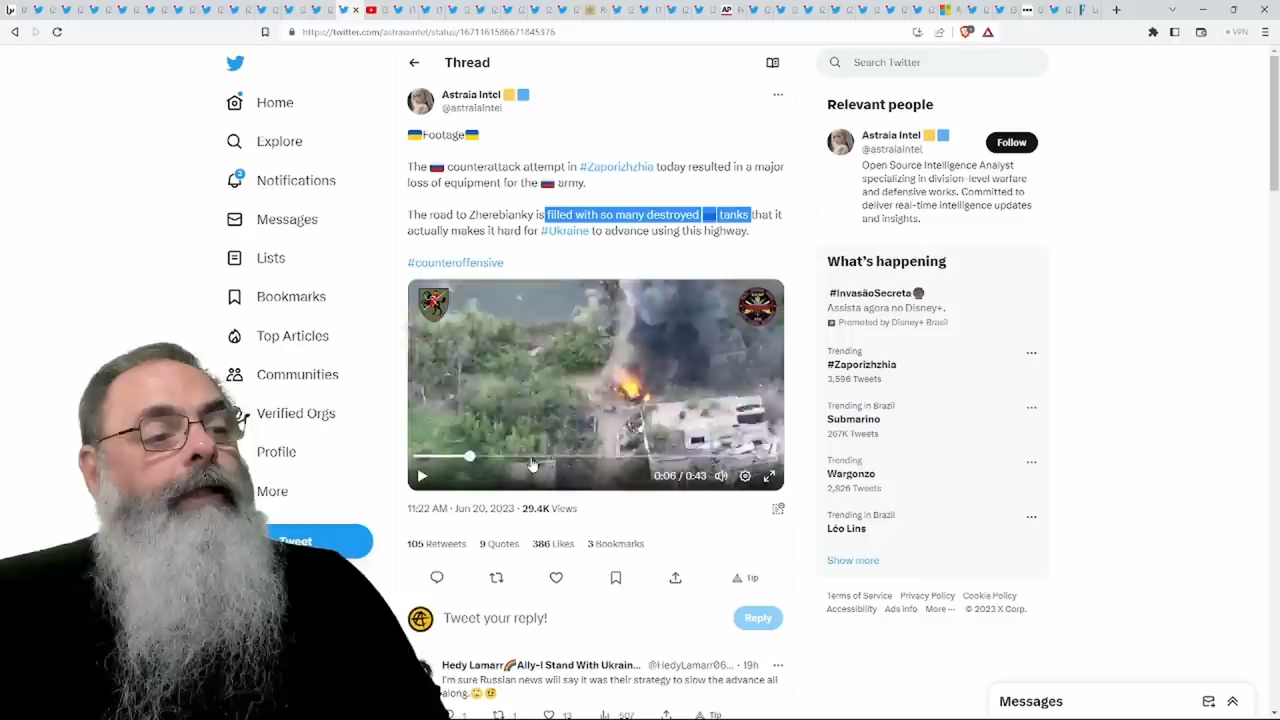 https://twitter.com/astraiaintel/status/1671161586671845376
VPN
Home
Explore
2
Notifications
Messages
Lists
Bookmarks
Top Articles
Communities
Verified Orgs
Profile
More
Tweet
Thread
Astraia Intel
@astraiaintel
Footage
The counterattack attempt in #Zaporizhzhia today resulted in a major
loss of equipment for the army.
The road to Zherebianky is filled with so many destroyed tanks that it
actually makes it hard for #Ukraine to advance using this highway.
#counteroffensive
0:06 / 0:43
11:22 AM · Jun 20, 2023 · 29.4K Views
105 Retweets 9 Quotes 386 Likes 3 Bookmarks
Tip
Tweet your reply!
Reply
Hedy Lamarr Ally-I Stand With Ukrain... @HedyLamarr06... · 19h
I'm sure Russian news will say it was their strategy to slow the advance all
along.
1 1 13 507 Tip
Search Twitter
Relevant people
Astraia Intel
@astraiaintel
Follow
Open Source Intelligence Analyst
specializing in division-level warfare
and defensive works. Committed to
deliver real-time intelligence updates
and insights.
What's happening
#InvasãoSecreta
Assista agora no Disney+.
Promoted by Disney+ Brasil
Trending
#Zaporizhzhia
3,596 Tweets
Trending in Brazil
Submarino
267K Tweets
Trending
Wargonzo
2,826 Tweets
Trending in Brazil
Léo Lins
Show more
Terms of Service Privacy Policy Cookie Policy
Accessibility Ads info More ··· © 2023 X Corp.
Messages